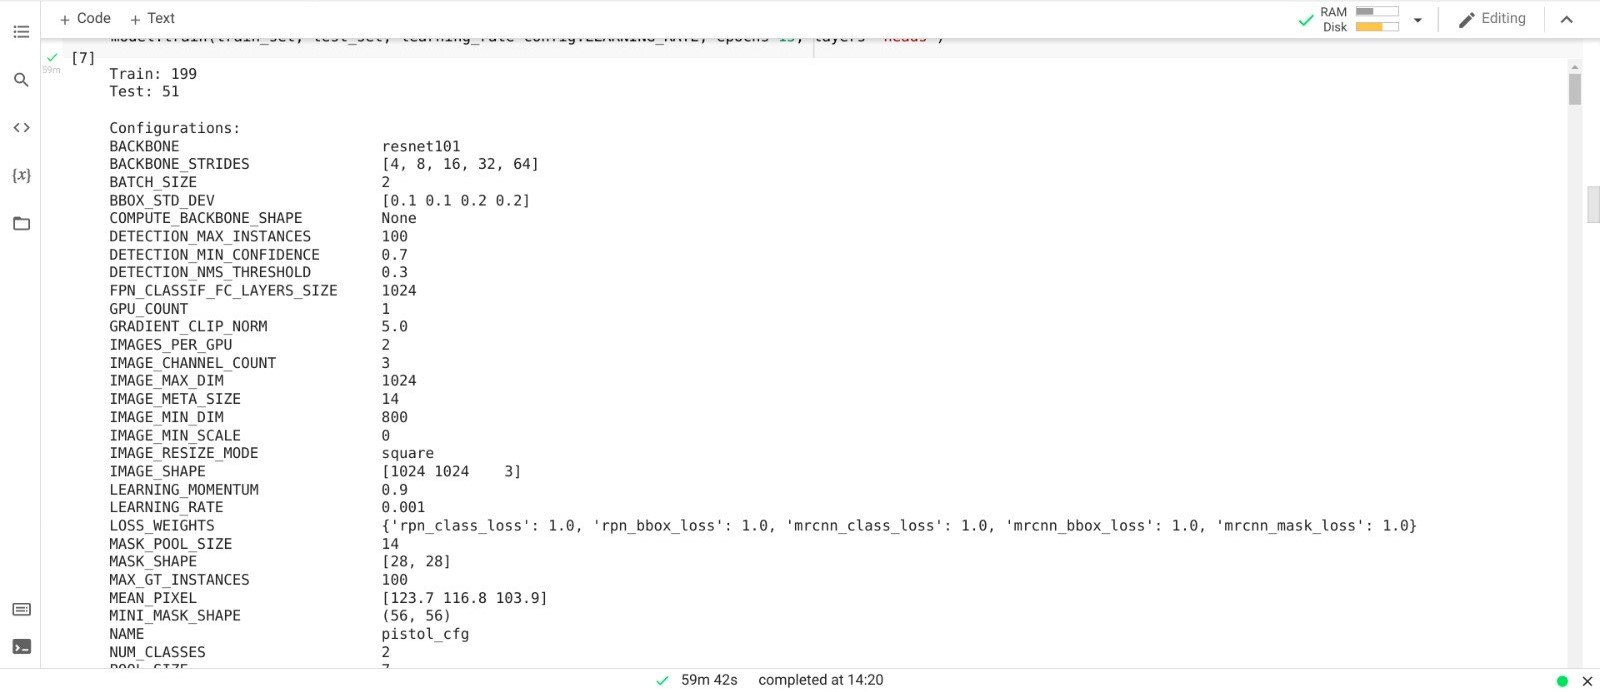 + Code + Text
RAM
Disk
Editing
[7]
59m
Train: 199
Test: 51
Configurations:
BACKBONE resnet101
BACKBONE_STRIDES [4, 8, 16, 32, 64]
BATCH_SIZE 2
BBOX_STD_DEV [0.1 0.1 0.2 0.2]
COMPUTE_BACKBONE_SHAPE None
DETECTION_MAX_INSTANCES 100
DETECTION_MIN_CONFIDENCE 0.7
DETECTION_NMS_THRESHOLD 0.3
FPN_CLASSIF_FC_LAYERS_SIZE 1024
GPU_COUNT 1
GRADIENT_CLIP_NORM 5.0
IMAGES_PER_GPU 2
IMAGE_CHANNEL_COUNT 3
IMAGE_MAX_DIM 1024
IMAGE_META_SIZE 14
IMAGE_MIN_DIM 800
IMAGE_MIN_SCALE 0
IMAGE_RESIZE_MODE square
IMAGE_SHAPE [1024 1024    3]
LEARNING_MOMENTUM 0.9
LEARNING_RATE 0.001
LOSS_WEIGHTS {'rpn_class_loss': 1.0, 'rpn_bbox_loss': 1.0, 'mrcnn_class_loss': 1.0, 'mrcnn_bbox_loss': 1.0, 'mrcnn_mask_loss': 1.0}
MASK_POOL_SIZE 14
MASK_SHAPE [28, 28]
MAX_GT_INSTANCES 100
MEAN_PIXEL [123.7 116.8 103.9]
MINI_MASK_SHAPE (56, 56)
NAME pistol_cfg
NUM_CLASSES 2
59m 42s completed at 14:20